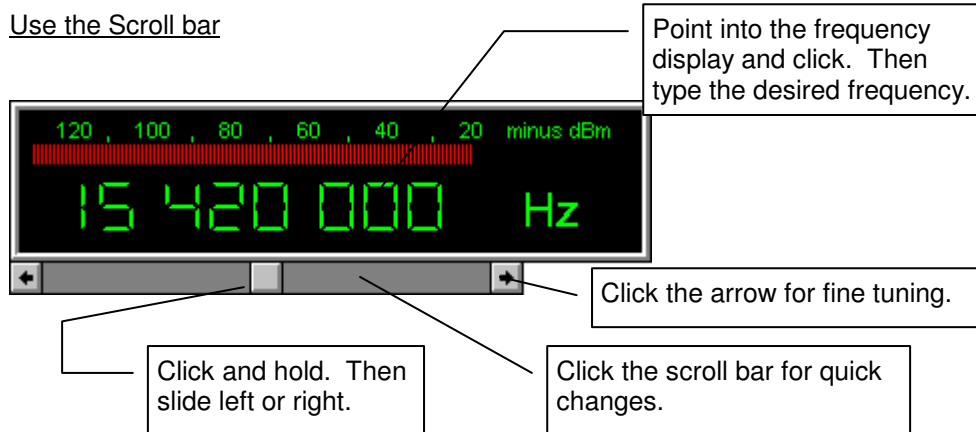 Use the Scroll bar
Point into the frequency
display and click.  Then
type the desired frequency.
120 , 100 , 80 , 60 , 40 , 20 minus dBm
15 420 000 Hz
Click the arrow for fine tuning.
Click and hold.  Then
slide left or right.
Click the scroll bar for quick
changes.